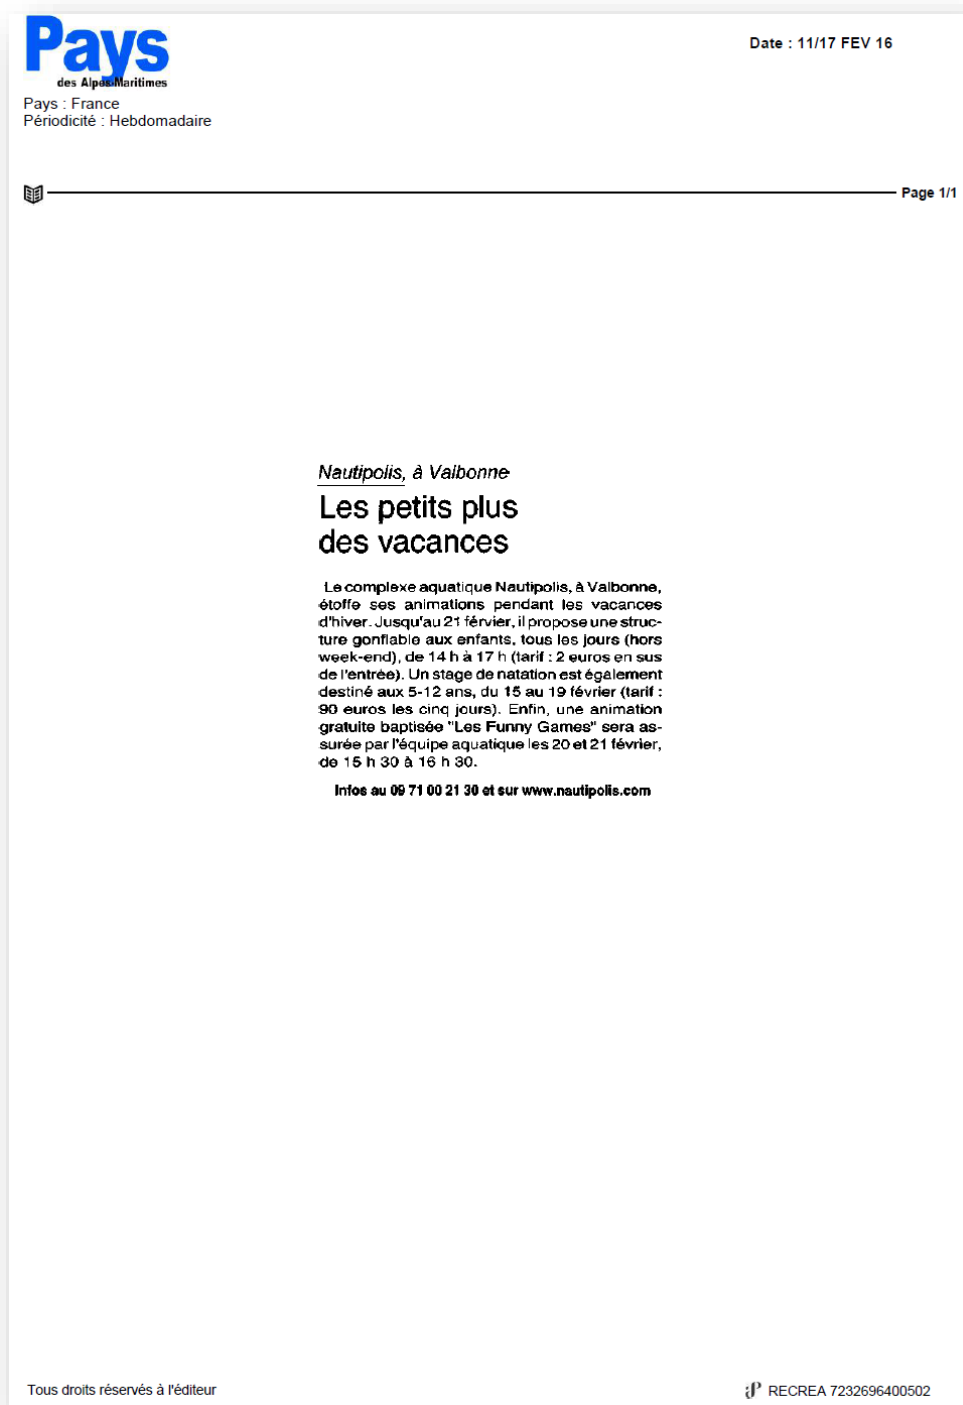 Pays
des Alpes-Maritimes
Date : 11/17 FEV 16
Pays : France
Périodicité : Hebdomadaire
Page 1/1
Nautipolis, à Valbonne
Les petits plus
des vacances
Le complexe aquatique Nautipolis, à Valbonne,
étoffe ses animations pendant les vacances
d'hiver. Jusqu'au 21 férvier, il propose une struc-
ture gonflable aux enfants, tous les jours (hors
week-end), de 14 h à 17 h (tarif : 2 euros en sus
de l'entrée). Un stage de natation est également
destiné aux 5-12 ans, du 15 au 19 février (tarif :
90 euros les cinq jours). Enfin, une animation
gratuite baptisée "Les Funny Games" sera as-
surée par l'équipe aquatique les 20 et 21 février,
de 15 h 30 à 16 h 30.
Infos au 09 71 00 21 30 et sur www.nautipolis.com
Tous droits réservés à l'éditeur
RECREA 7232696400502